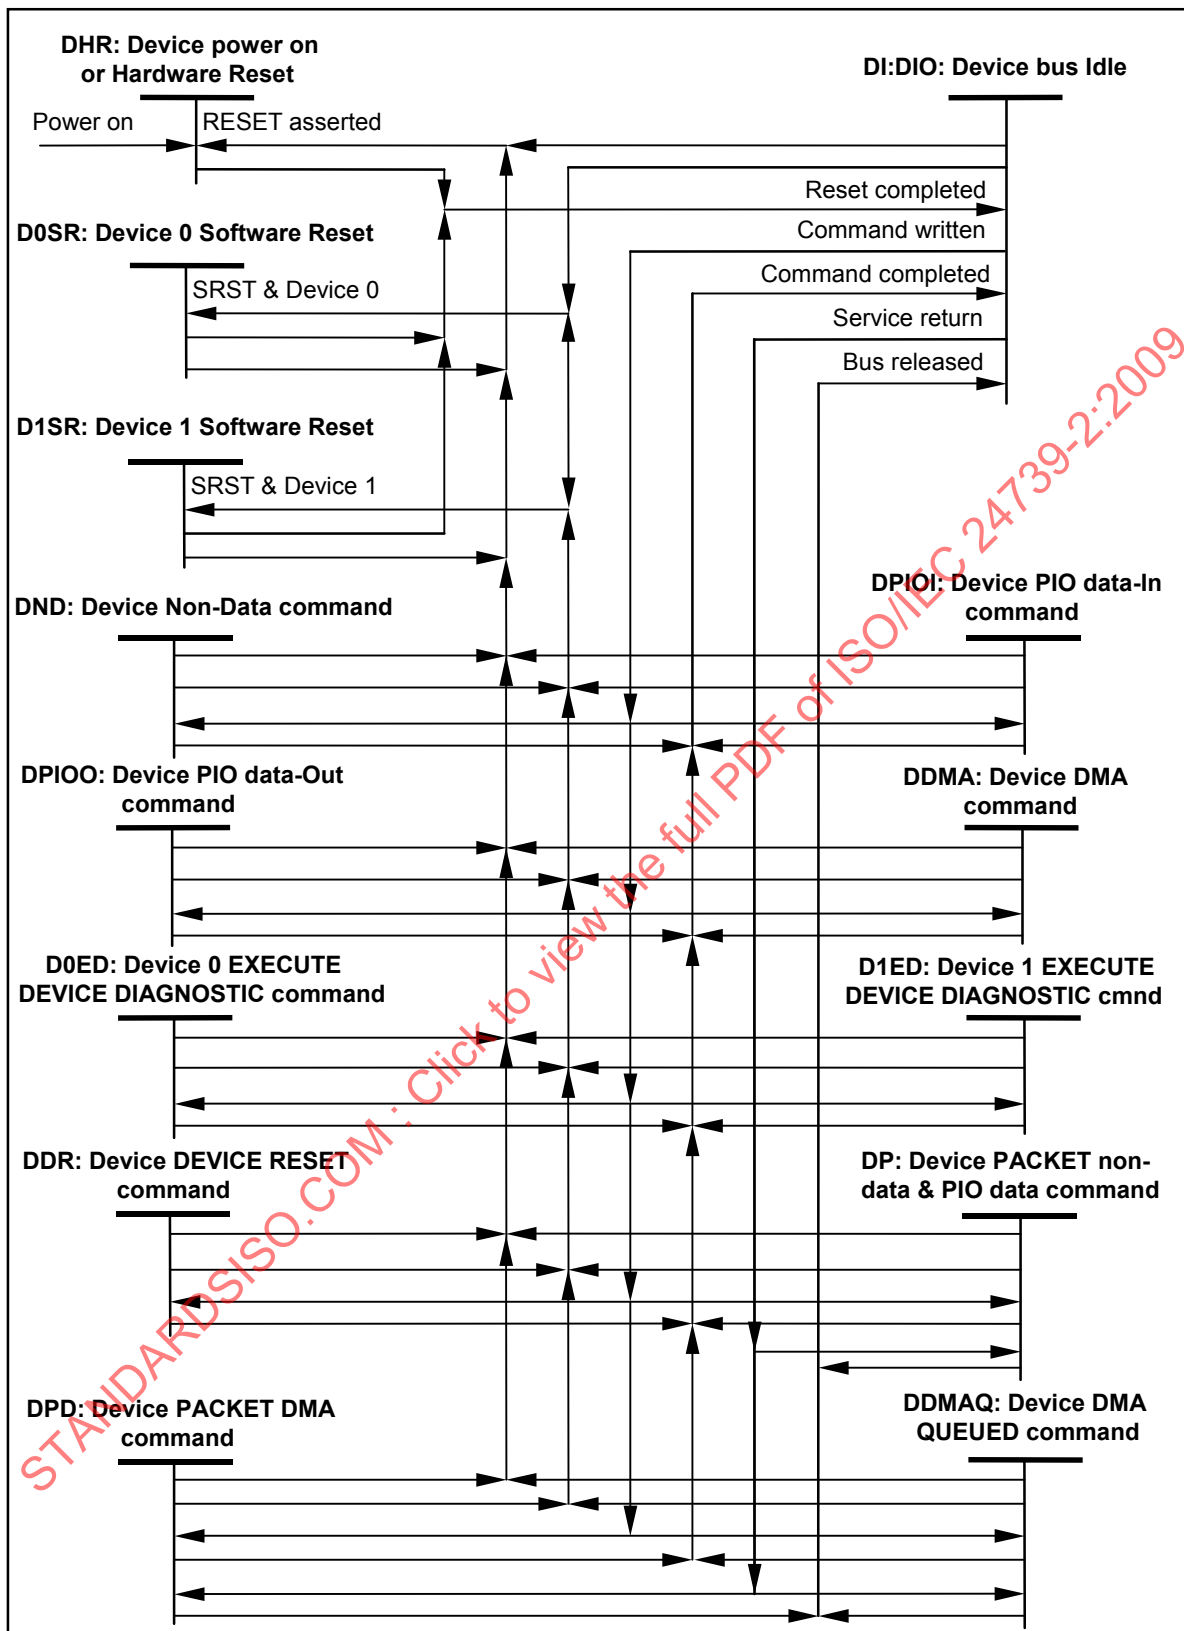 DHR: Device power on
or Hardware Reset
DI:DIO: Device bus Idle
Power on
RESET asserted
Reset completed
D0SR: Device 0 Software Reset
Command written
SRST & Device 0
Command completed
Service return
Bus released
D1SR: Device 1 Software Reset
SRST & Device 1
DND: Device Non-Data command
DPIOI: Device PIO data-In
command
DPIOO: Device PIO data-Out
command
DDMA: Device DMA
command
D0ED: Device 0 EXECUTE
DEVICE DIAGNOSTIC command
D1ED: Device 1 EXECUTE
DEVICE DIAGNOSTIC cmnd
DDR: Device DEVICE RESET
command
DP: Device PACKET non-
data & PIO data command
DPD: Device PACKET DMA
command
DDMAQ: Device DMA
QUEUED command
STANDARDSISO.COM : Click to view the full PDF of ISO/IEC 24739-2:2009